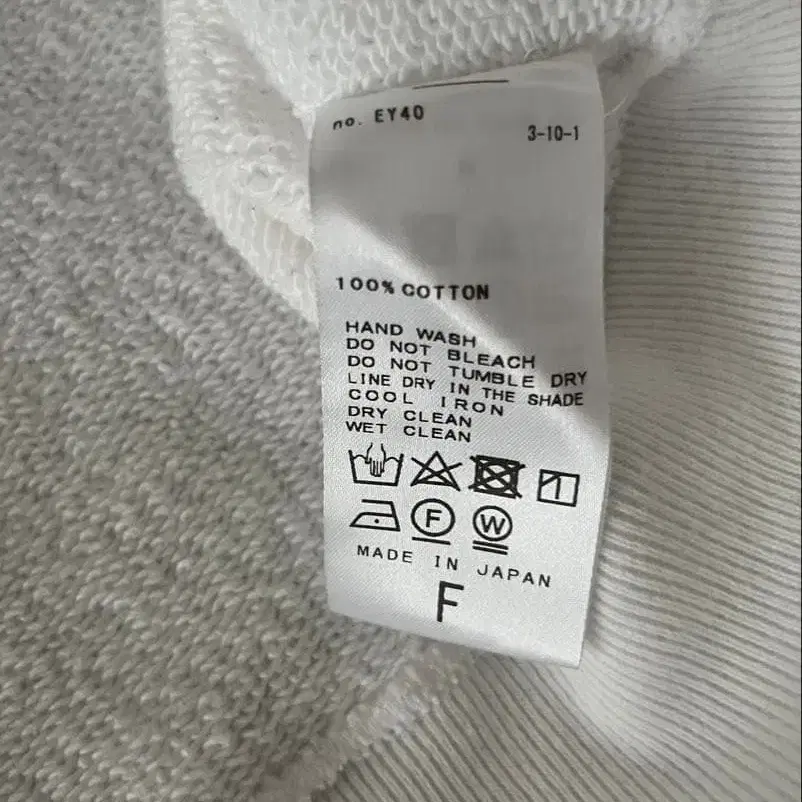 no. EY40
3-10-1
100% COTTON
HAND WASH
DO NOT BLEACH
DO NOT TUMBLE DRY
LINE DRY IN THE SHADE
COOL IRON
DRY CLEAN
WET CLEAN
F W
MADE IN JAPAN
F